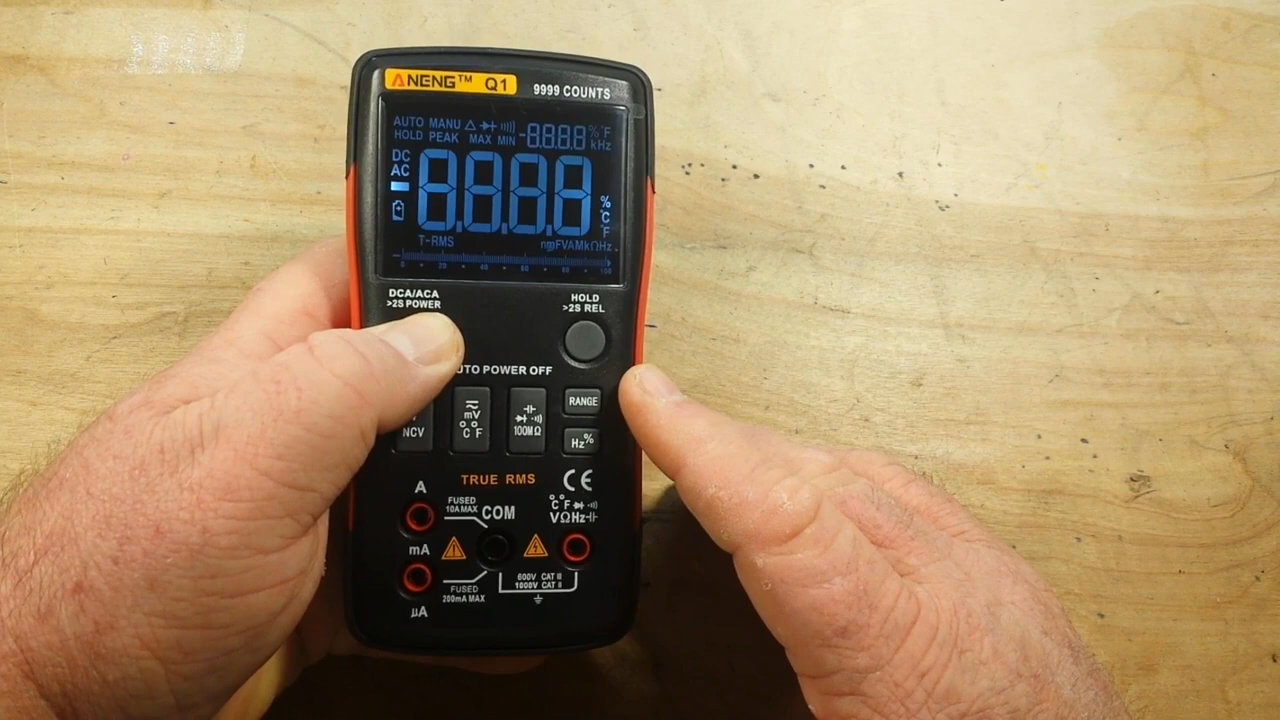 ANENG™ Q1 9999 COUNTS
AUTO MANU
HOLD PEAK MAX MIN -8.8.8.8 %°F kHz
DC
AC
8.8.8.8
% °C °F
T-RMS nmFVAMkΩHz
0 20 40 60 80 100
DCA/ACA
>2S POWER
HOLD
>2S REL
UTO POWER OFF
NCV
mV
°C °F
100MΩ
RANGE
Hz%
TRUE RMS CE
A
FUSED
10A MAX
COM
°C °F
VΩHz
mA
600V CAT III
1000V CAT II
FUSED
200mA MAX
µA